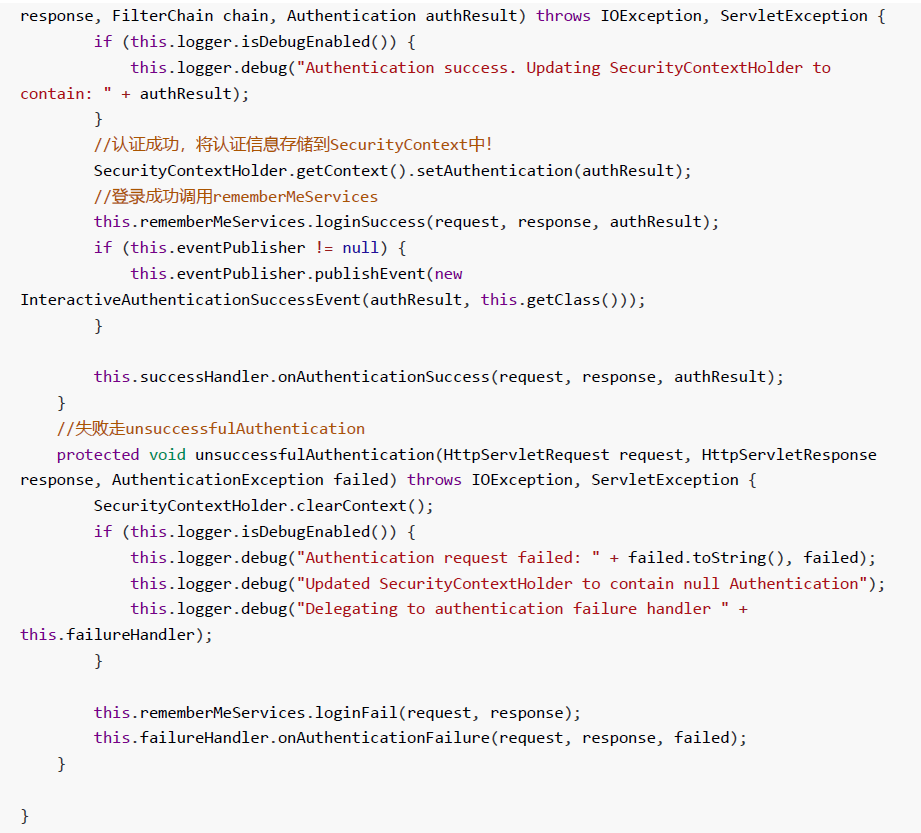 response, FilterChain chain, Authentication authResult) throws IOException, ServletException {
        if (this.logger.isDebugEnabled()) {
            this.logger.debug("Authentication success. Updating SecurityContextHolder to
contain: " + authResult);
        }
        //认证成功，将认证信息存储到SecurityContext中！
        SecurityContextHolder.getContext().setAuthentication(authResult);
        //登录成功调用rememberMeServices
        this.rememberMeServices.loginSuccess(request, response, authResult);
        if (this.eventPublisher != null) {
            this.eventPublisher.publishEvent(new
InteractiveAuthenticationSuccessEvent(authResult, this.getClass()));
        }

        this.successHandler.onAuthenticationSuccess(request, response, authResult);
    }
    //失败走unsuccessfulAuthentication
    protected void unsuccessfulAuthentication(HttpServletRequest request, HttpServletResponse
response, AuthenticationException failed) throws IOException, ServletException {
        SecurityContextHolder.clearContext();
        if (this.logger.isDebugEnabled()) {
            this.logger.debug("Authentication request failed: " + failed.toString(), failed);
            this.logger.debug("Updated SecurityContextHolder to contain null Authentication");
            this.logger.debug("Delegating to authentication failure handler " +
this.failureHandler);
        }

        this.rememberMeServices.loginFail(request, response);
        this.failureHandler.onAuthenticationFailure(request, response, failed);
    }

}